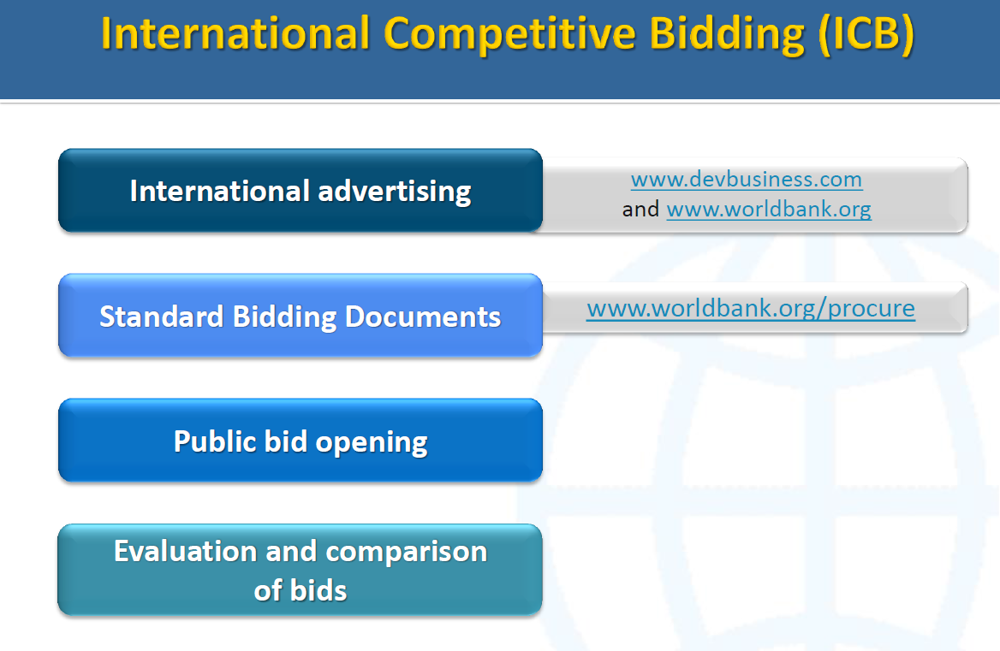 International Competitive Bidding (ICB)
International advertising
www.devbusiness.com
and www.worldbank.org
Standard Bidding Documents
www.worldbank.org/procure
Public bid opening
Evaluation and comparison
of bids